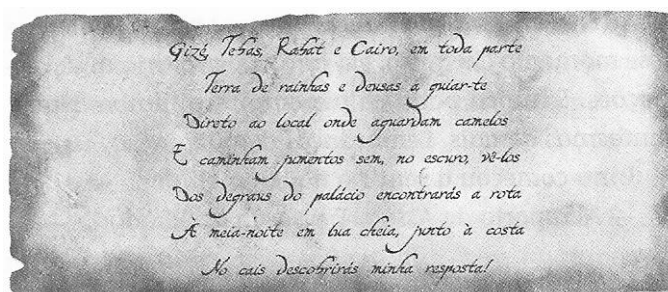 Gizé, Tebas, Rabat e Cairo, em toda parte
Terra de rainhas e deusas a guiar-te
Direto ao local onde aguardam camelos
E caminham jumentos sem, no escuro, vê-los
Dos degraus do palácio encontrarás a rota
À meia-noite em lua cheia, junto à costa
No cais descobrirás minha resposta!